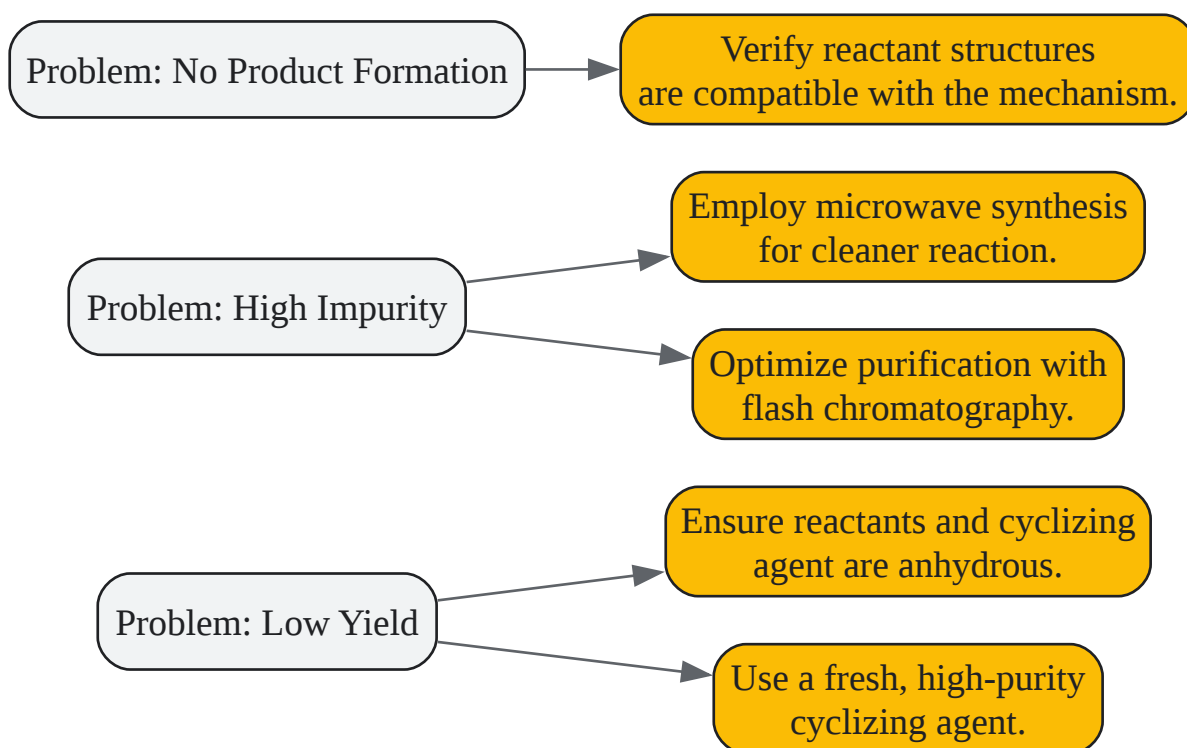 Problem: No Product Formation
Verify reactant structures
are compatible with the mechanism.
Problem: High Impurity
Employ microwave synthesis
for cleaner reaction.
Optimize purification with
flash chromatography.
Problem: Low Yield
Ensure reactants and cyclizing
agent are anhydrous.
Use a fresh, high-purity
cyclizing agent.